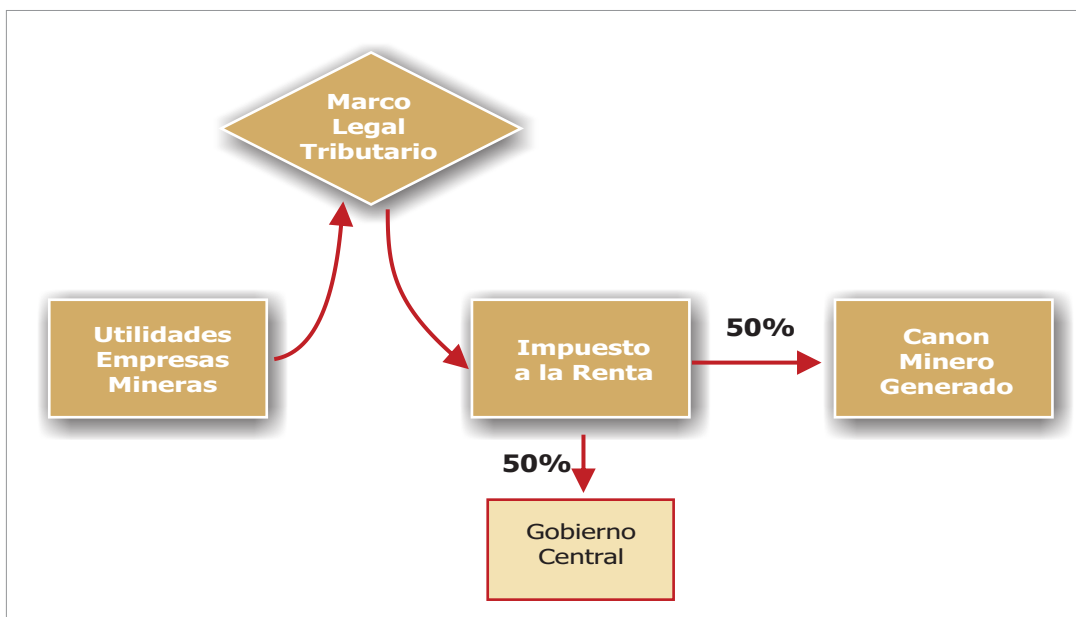 Marco
Legal
Tributario
Utilidades
Empresas
Mineras
Impuesto
a la Renta
50%
Canon
Minero
Generado
50%
Gobierno
Central